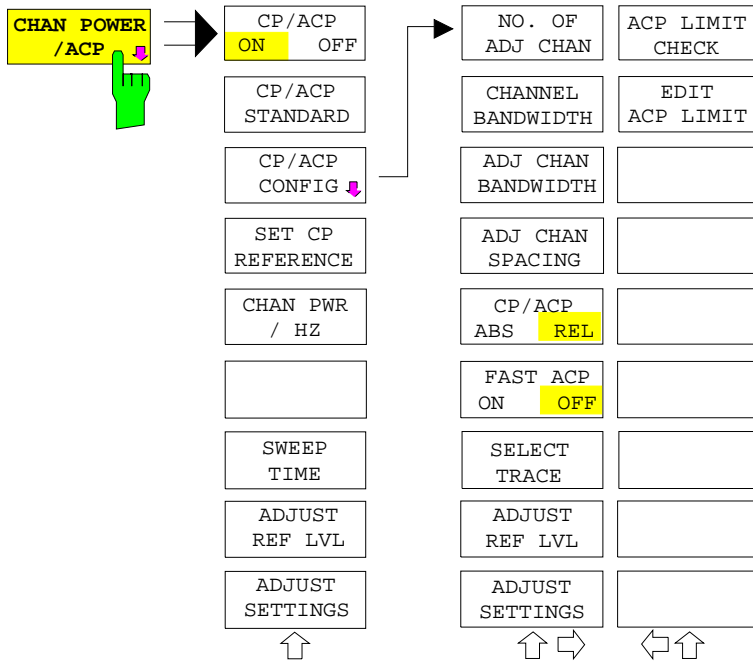 CHAN POWER
/ACP
CP/ACP
ON OFF
CP/ACP
STANDARD
CP/ACP
CONFIG
SET CP
REFERENCE
CHAN PWR
/ HZ
SWEEP
TIME
ADJUST
REF LVL
ADJUST
SETTINGS
NO. OF
ADJ CHAN
CHANNEL
BANDWIDTH
ADJ CHAN
BANDWIDTH
ADJ CHAN
SPACING
CP/ACP
ABS REL
FAST ACP
ON OFF
SELECT
TRACE
ADJUST
REF LVL
ADJUST
SETTINGS
ACP LIMIT
CHECK
EDIT
ACP LIMIT